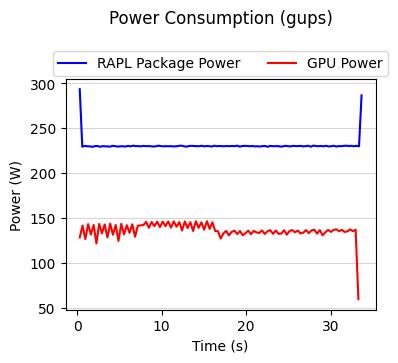 Power Consumption (gups)
RAPL Package Power GPU Power
300
250
200
150
100
50
Power (W)
0 10 20 30
Time (s)